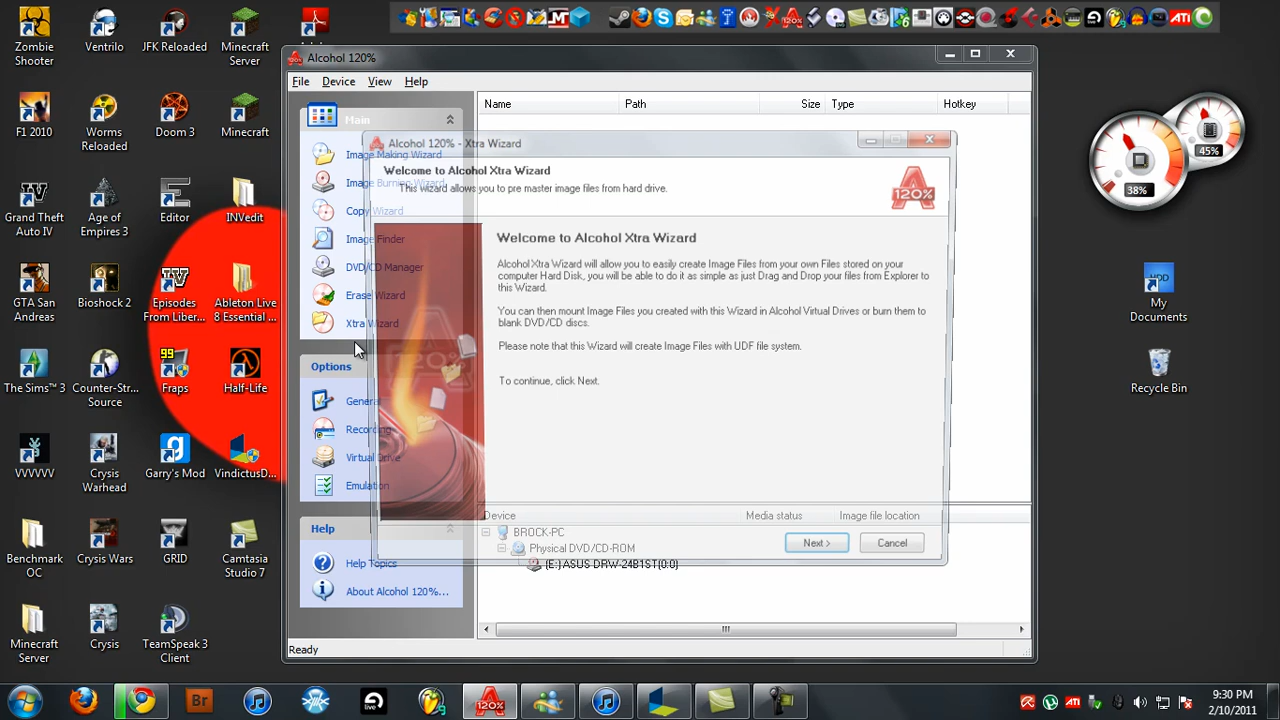 Zombie Shooter
Ventrilo
JFK Reloaded
Minecraft Server
F1 2010
Worms Reloaded
Doom 3
Minecraft
Grand Theft Auto IV
Age of Empires 3
Editor
INVedit
GTA San Andreas
Bioshock 2
Episodes From Liber...
Ableton Live 8 Essential ...
The Sims™ 3
Counter-Str... Source
99
Fraps
Half-Life
VVVVVV
Crysis Warhead
Garry's Mod
VindictusD...
Benchmark OC
Crysis Wars
GRID
Camtasia Studio 7
Minecraft Server
Crysis
TeamSpeak 3 Client
ATI
Alcohol 120%
File Device View Help
Main
Image Making Wizard
Image Burning Wizard
Copy Wizard
Image Finder
DVD/CD Manager
Erase Wizard
Xtra Wizard
Options
General
Recording
Virtual Drive
Emulation
Help
Help Topics
About Alcohol 120%...
Name Path Size Type Hotkey
Alcohol 120% - Xtra Wizard
Welcome to Alcohol Xtra Wizard
This wizard allows you to pre master image files from hard drive.
120%
Welcome to Alcohol Xtra Wizard
Alcohol Xtra Wizard will allow you to easily create Image Files from your own Files stored on your
computer Hard Disk, you will be able to do it as simple as just Drag and Drop your files from Explorer to
this Wizard.
You can then mount Image Files you created with this Wizard in Alcohol Virtual Drives or burn them to
blank DVD/CD discs.
Please note that this Wizard will create Image Files with UDF file system.
To continue, click Next.
Next >
Cancel
Device Media status Image file location
BROCK-PC
Physical DVD/CD-ROM
(E:) ASUS DRW-24B1ST(0:0)
Ready
45%
38%
HDD
My Documents
Recycle Bin
Br
120%
ATI
9:30 PM
2/10/2011